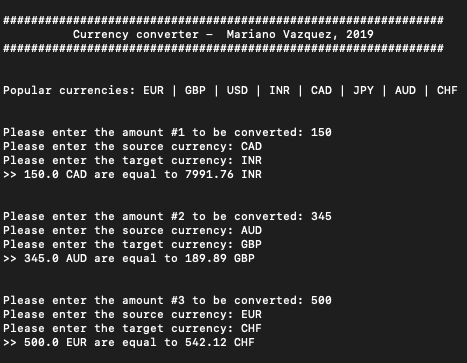 ###############################################################
Currency converter – Mariano Vazquez, 2019
###############################################################
Popular currencies: EUR | GBP | USD | INR | CAD | JPY | AUD | CHF
Please enter the amount #1 to be converted: 150
Please enter the source currency: CAD
Please enter the target currency: INR
>> 150.0 CAD are equal to 7991.76 INR
Please enter the amount #2 to be converted: 345
Please enter the source currency: AUD
Please enter the target currency: GBP
>> 345.0 AUD are equal to 189.89 GBP
Please enter the amount #3 to be converted: 500
Please enter the source currency: EUR
Please enter the target currency: CHF
>> 500.0 EUR are equal to 542.12 CHF